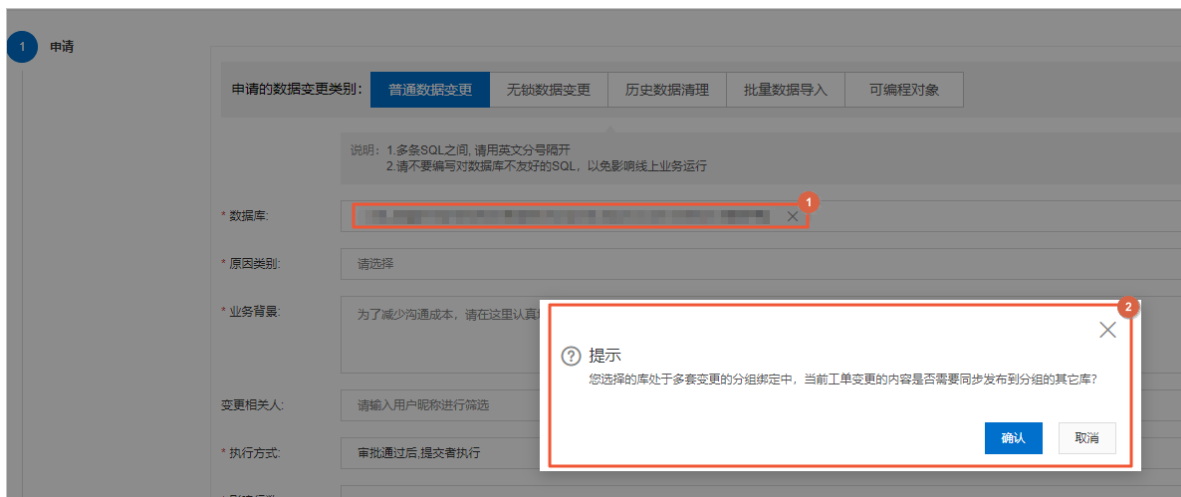 1 申请
申请的数据变更类别: 普通数据变更 无锁数据变更 历史数据清理 批量数据导入 可编程对象
说明: 1.多条SQL之间, 请用英文分号隔开
2.请不要编写对数据库不友好的SQL, 以免影响线上业务运行
* 数据库:
1
* 原因类别: 请选择
* 业务背景: 为了减少沟通成本, 请在这里认真
2
提示
您选择的库处于多套变更的分组绑定中, 当前工单变更的内容是否需要同步发布到分组的其它库?
变更相关人: 请输入用户昵称进行筛选
确认 取消
* 执行方式: 审批通过后,提交者执行